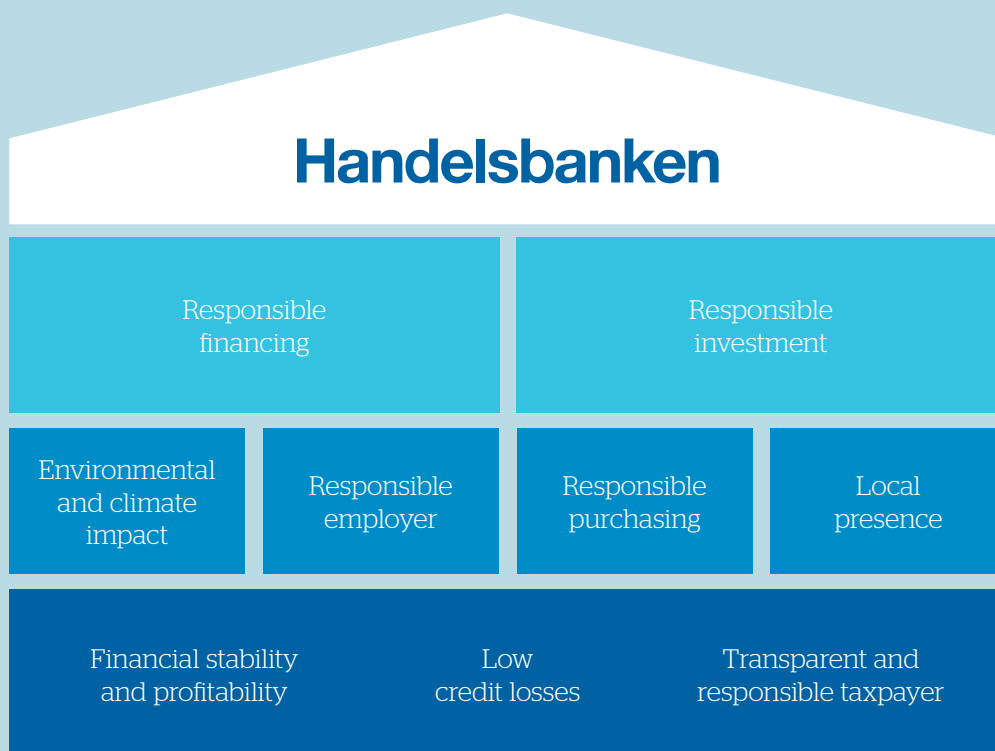 Handelsbanken
Responsible
financing
Responsible
investment
Environmental
and climate
impact
Responsible
employer
Responsible
purchasing
Local
presence
Financial stability
and profitability
Low
credit losses
Transparent and
responsible taxpayer